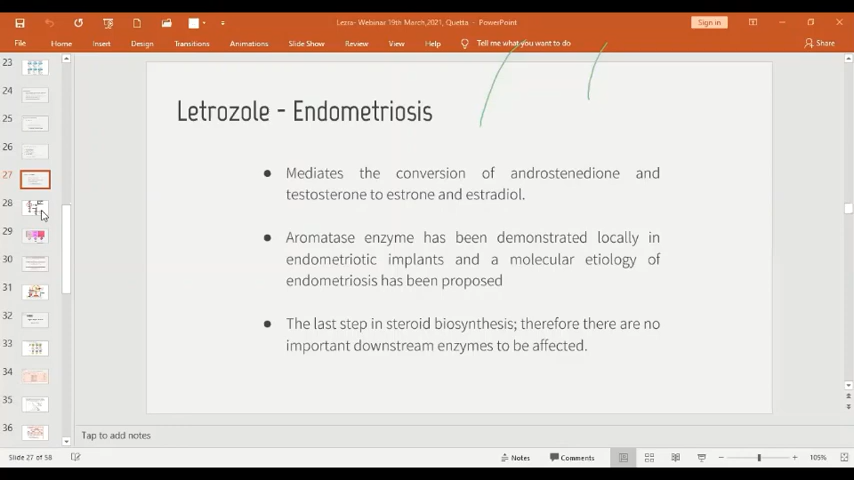 Lezra- Webinar 19th March,2021, Quetta - PowerPoint
Sign in
File Home Insert Design Transitions Animations Slide Show Review View Help Tell me what you want to do Share
23
24
25
26
27
28
29
30
31
32
33
34
35
36
Letrozole - Endometriosis
● Mediates the conversion of androstenedione and
testosterone to estrone and estradiol.
● Aromatase enzyme has been demonstrated locally in
endometriotic implants and a molecular etiology of
endometriosis has been proposed
● The last step in steroid biosynthesis; therefore there are no
important downstream enzymes to be affected.
Tap to add notes
Slide 27 of 58
Notes
Comments
105%